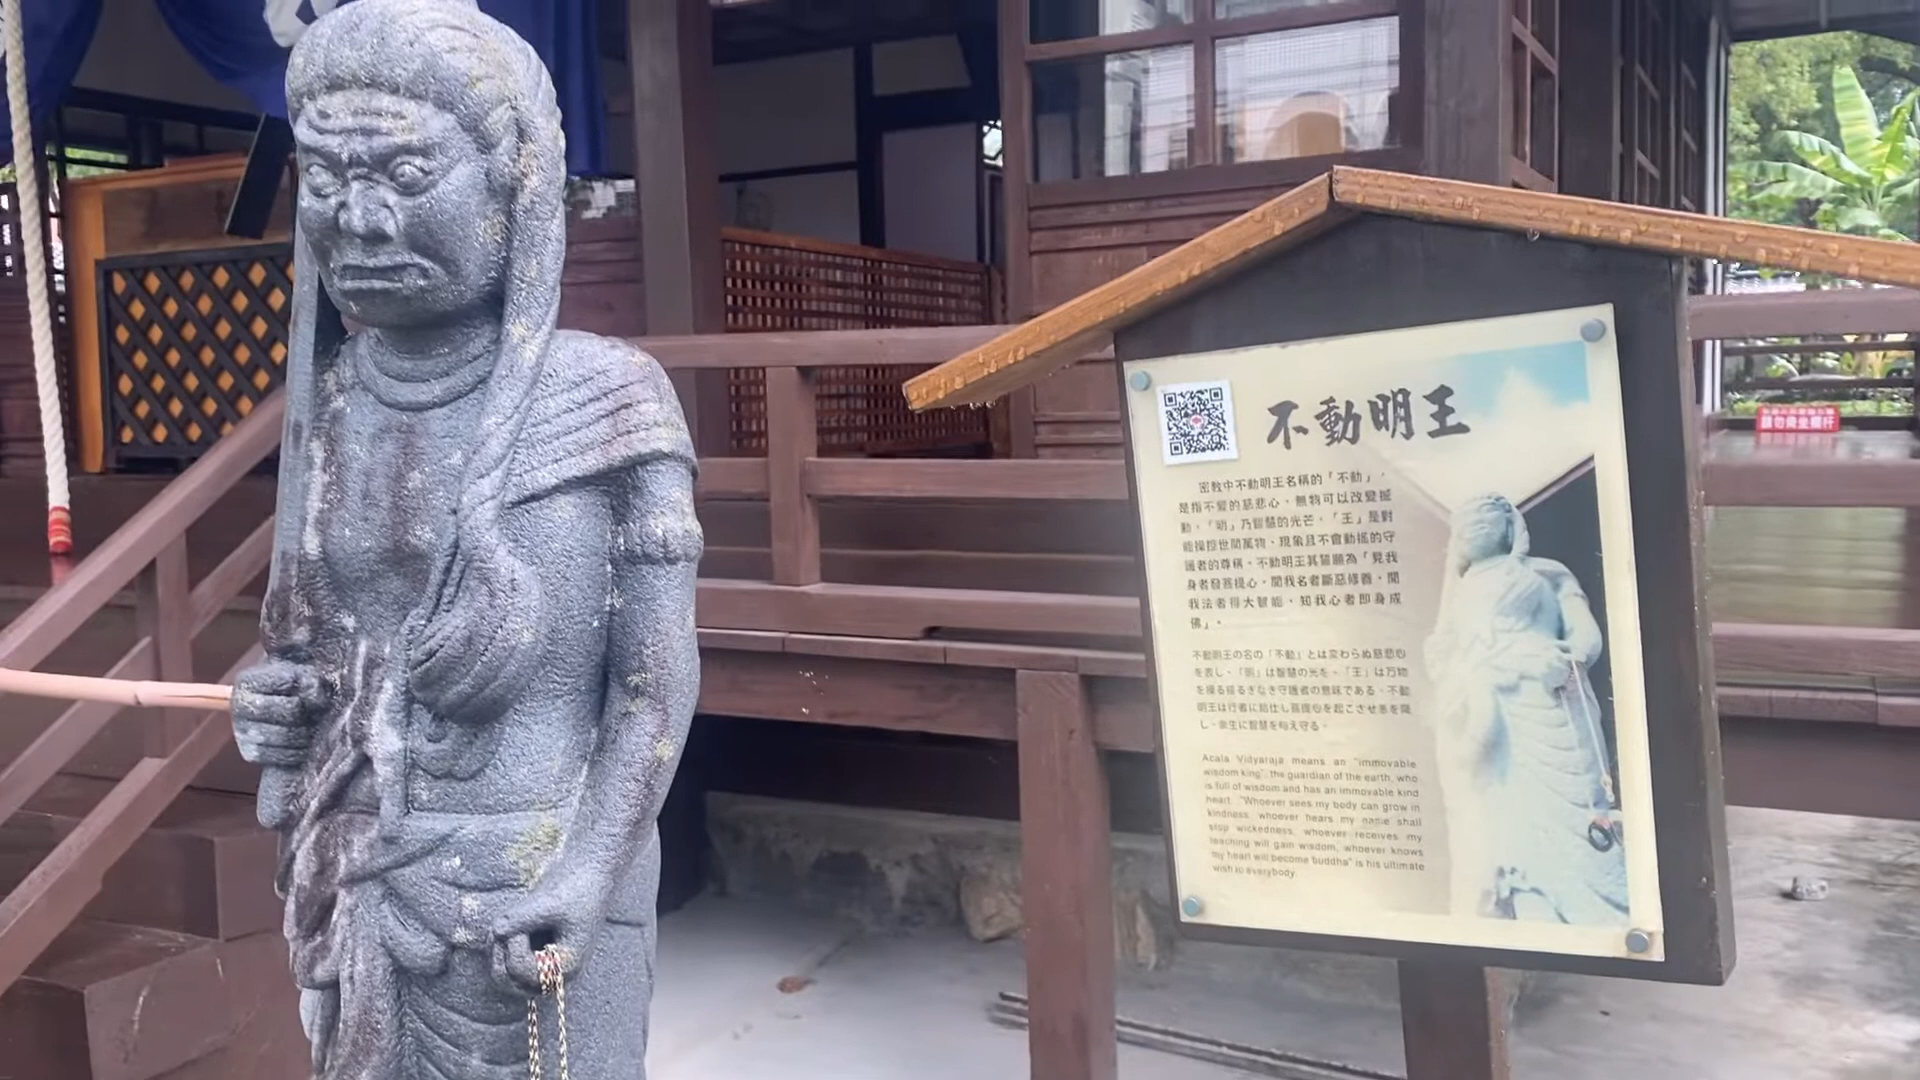 不動明王
密教中不動明王名稱的「不動」，
是指不變的慈悲心，無物可以改變撼
動，「明」乃智慧的光芒，「王」是對
能操控世間萬物、現象且不會動搖的守
護者的尊稱。不動明王其誓願為「見我
身者發菩提心，聞我名者斷惡修善，聞
我法者得大智能，知我心者即身成
佛」。
不動明王の名の「不動」とは変わらぬ慈悲心
を表し、「明」は智慧の光を、「王」は万物
を操る揺るぎなき守護者の意味である。不動
明王は行者に給仕し菩提心を起こさせ悪を
し、衆生に智慧を与え守る。
Acala Vidyaraja means an "immovable
wisdom king", the guardian of the earth, who
is full of wisdom and has an immovable kind
heart. "Whoever sees my body can grow in
kindness, whoever hears my name shall
stop wickedness, whoever receives my
teaching will gain wisdom, whoever knows
my heart will become buddha" is his ultimate
wish to everybody.
請勿倚坐欄杆